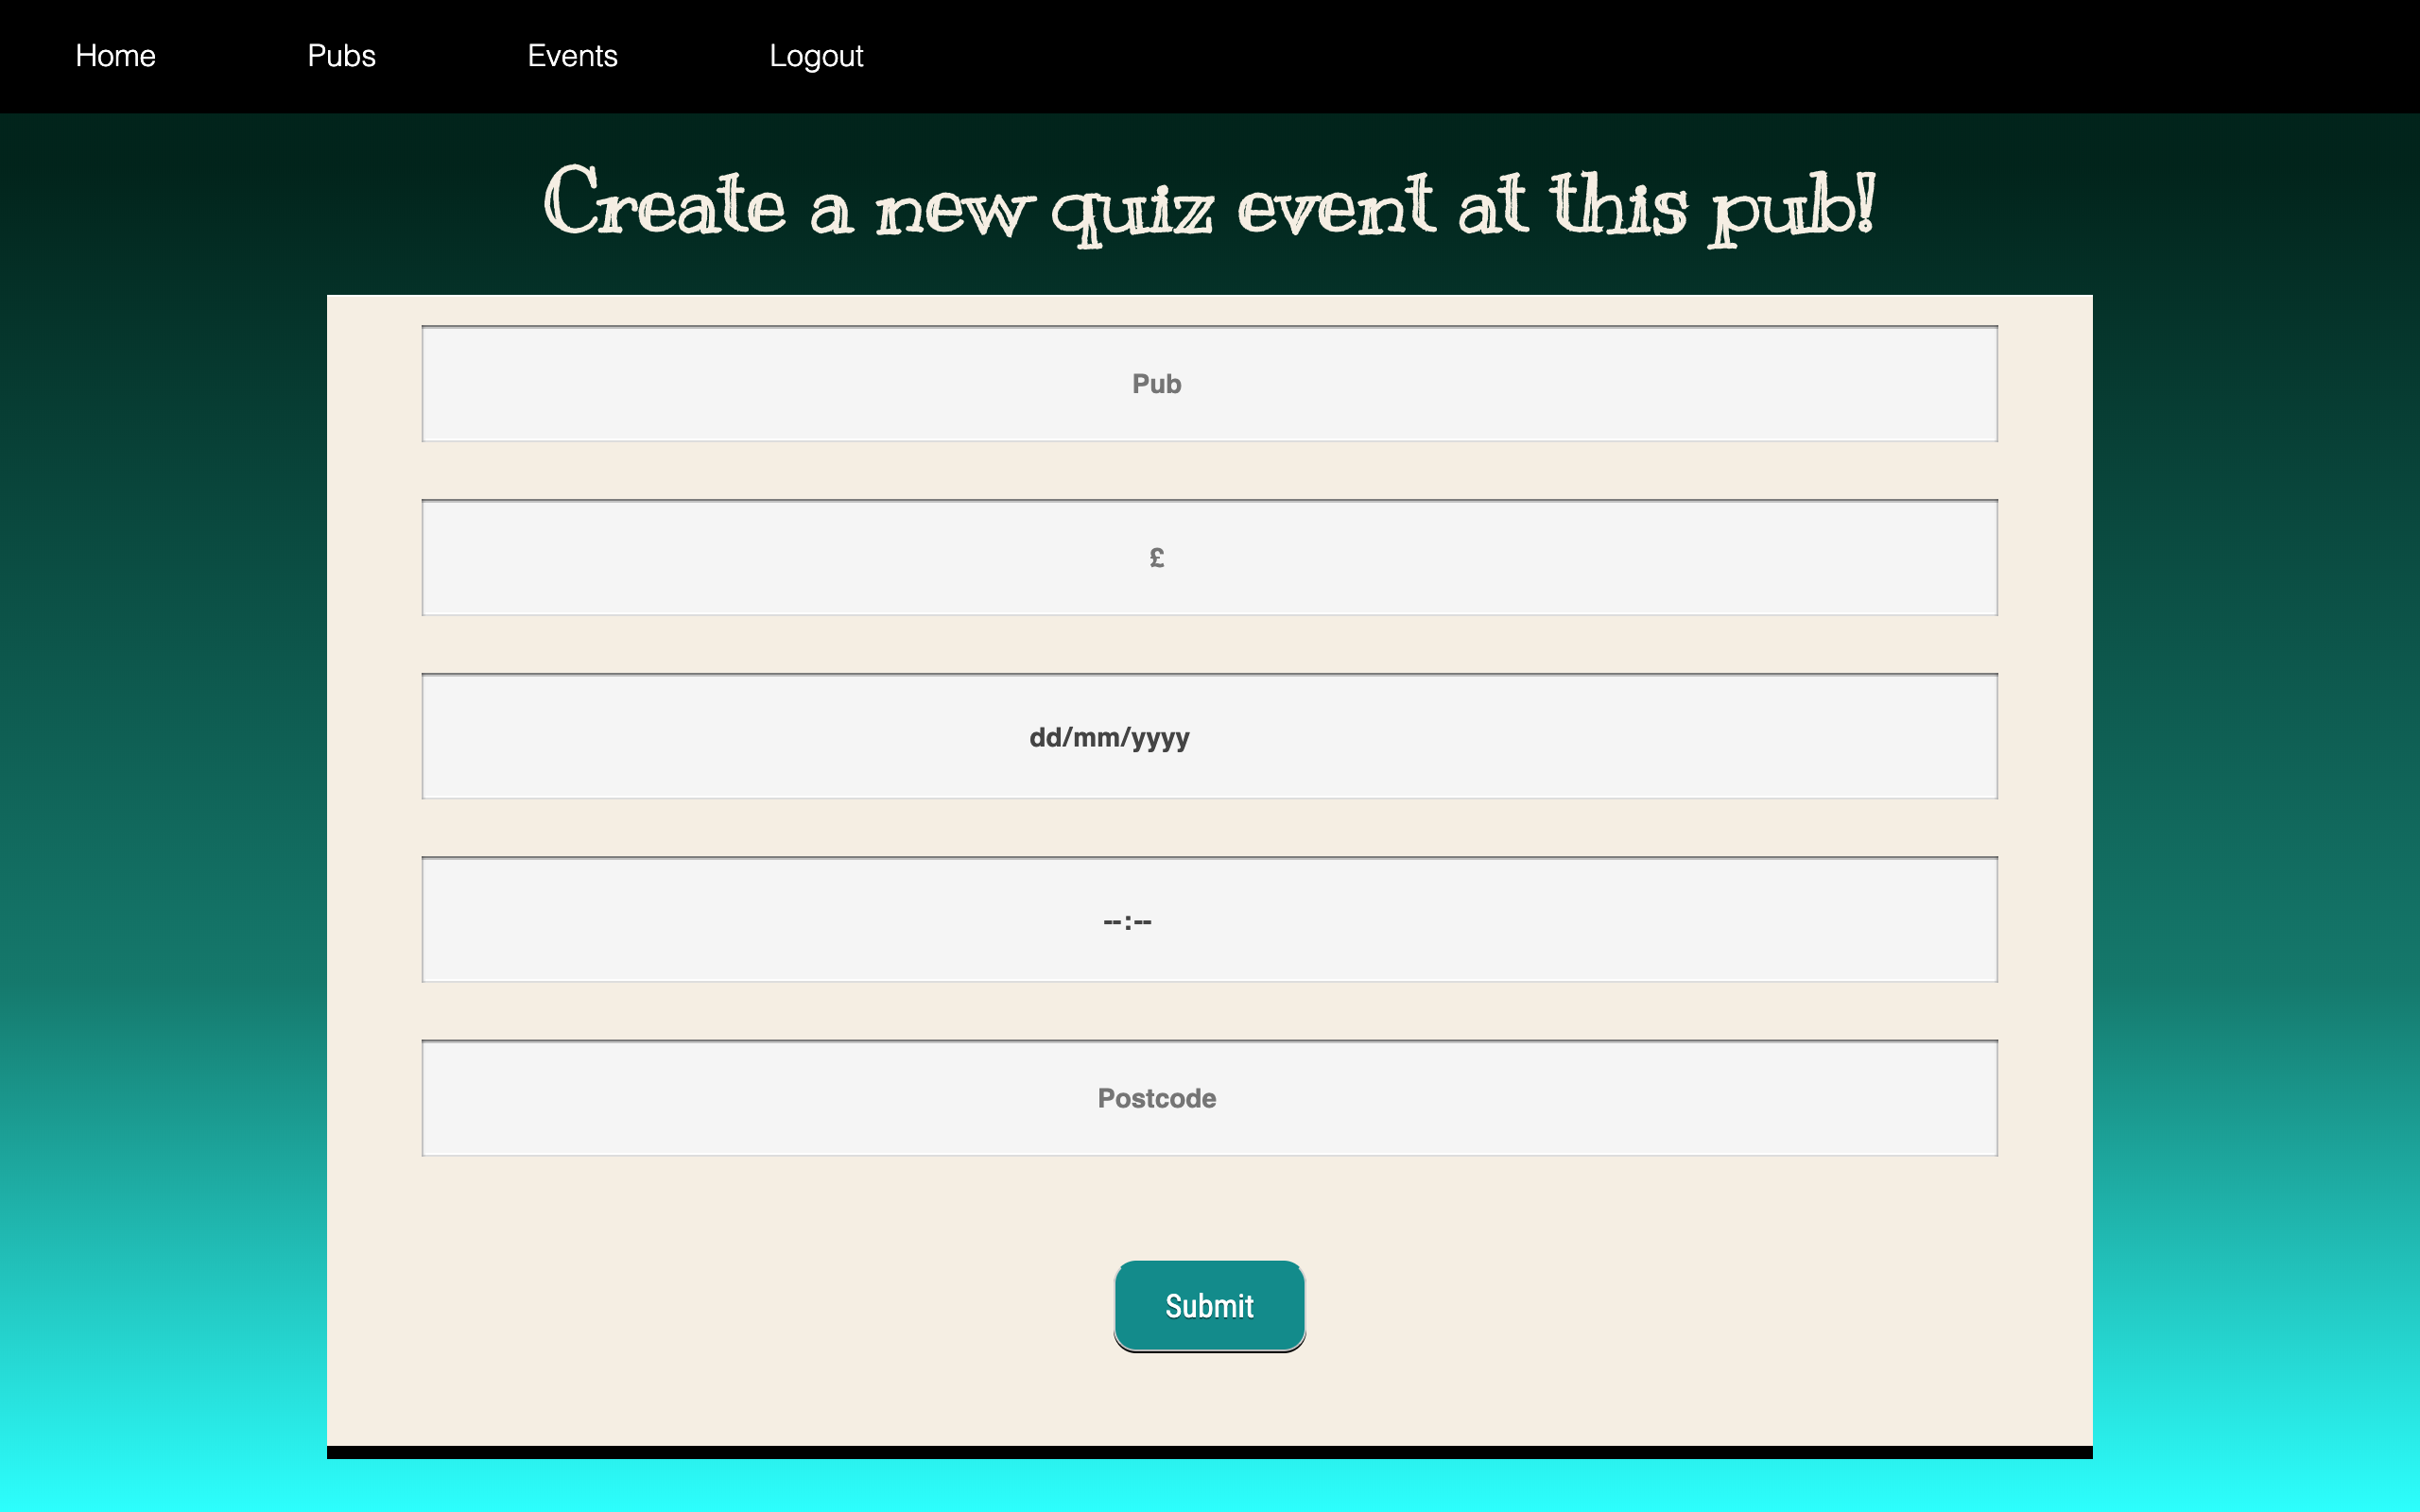 Home Pubs Events Logout
Create a new quiz event at this pub!
Pub
£
dd/mm/yyyy
--:--
Postcode
Submit